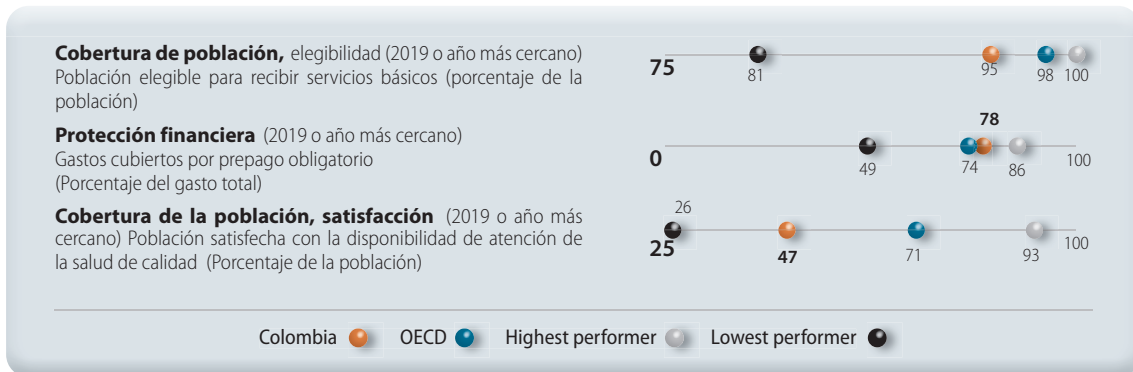 Cobertura de población, elegibilidad (2019 o año más cercano)
Población elegible para recibir servicios básicos (porcentaje de la
población)
75
81
95
98
100
Protección financiera (2019 o año más cercano)
Gastos cubiertos por prepago obligatorio
(Porcentaje del gasto total)
78
0
49
74
86
100
Cobertura de la población, satisfacción (2019 o año más
cercano) Población satisfecha con la disponibilidad de atención de
la salud de calidad (Porcentaje de la población)
26
25
47
71
93
100
Colombia OECD Highest performer Lowest performer